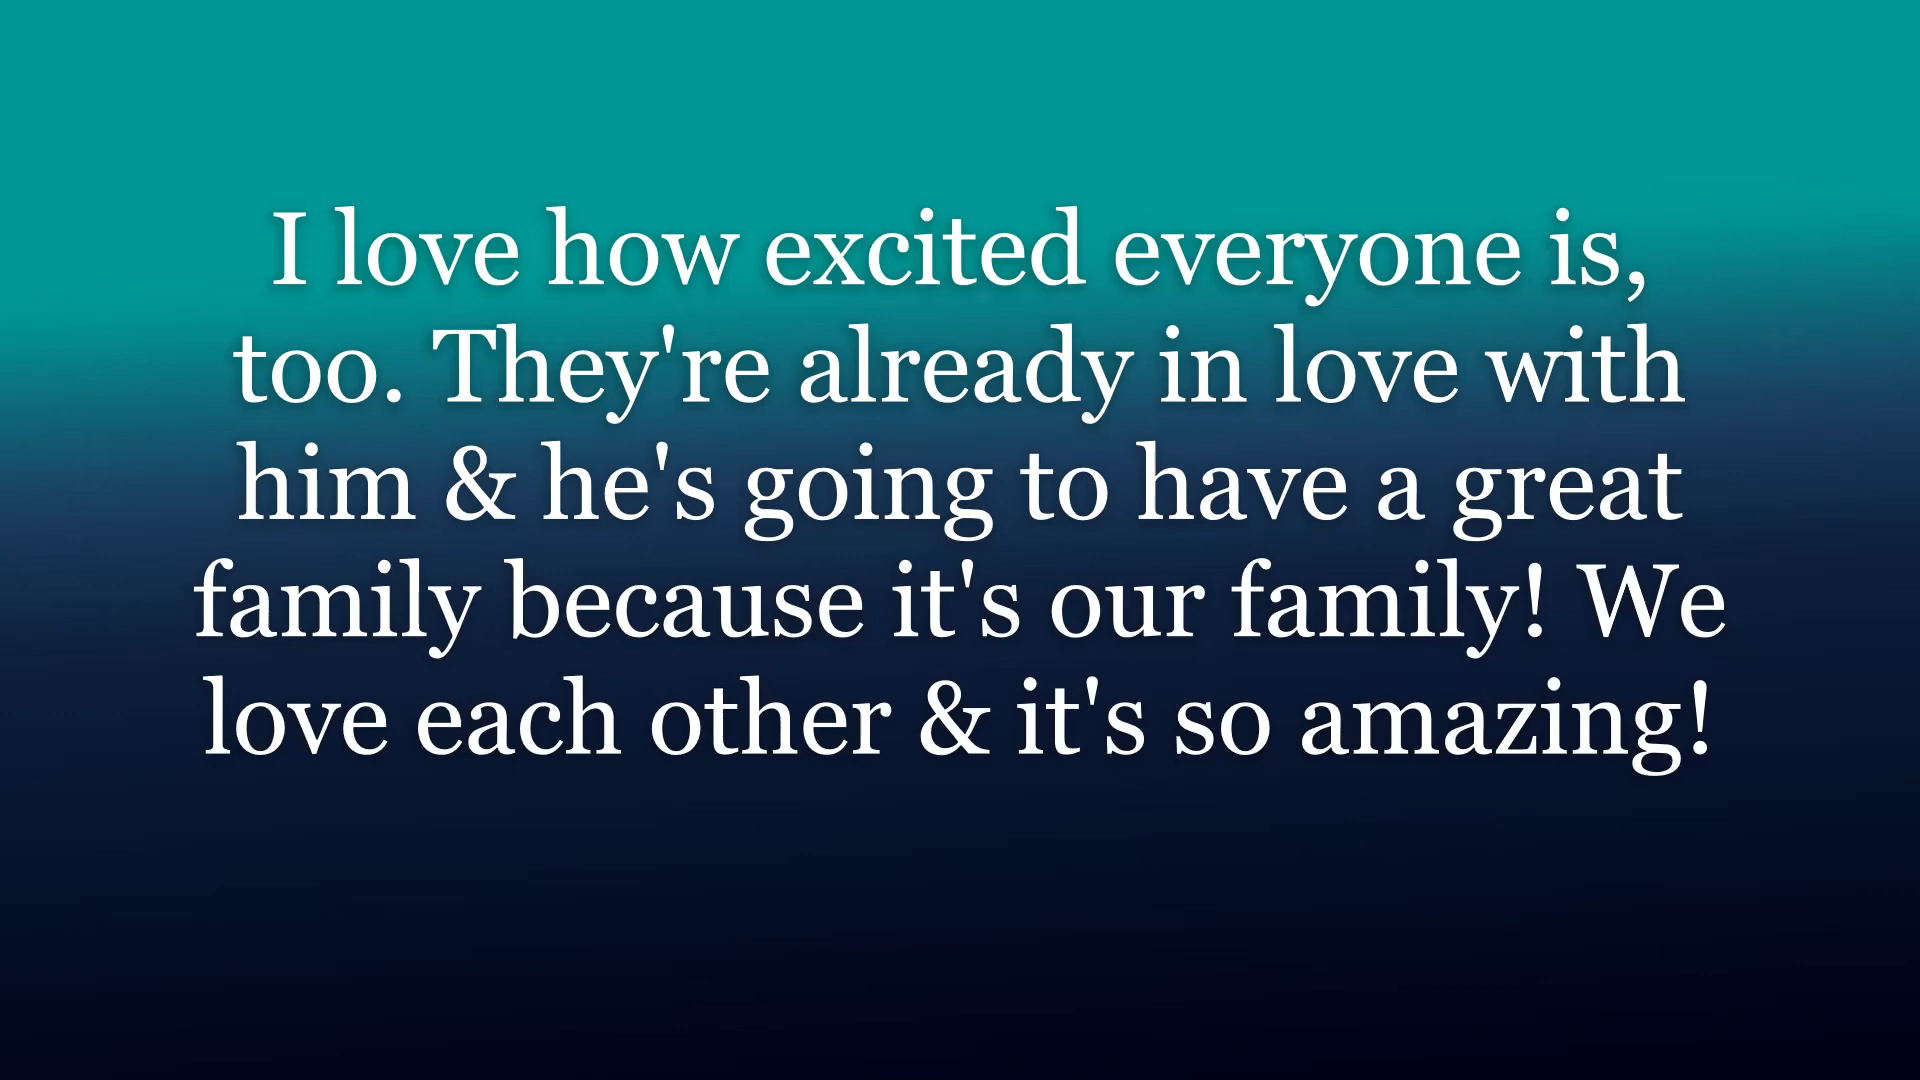 I love how excited everyone is,
too. They're already in love with
him & he's going to have a great
family because it's our family! We
love each other & it's so amazing!